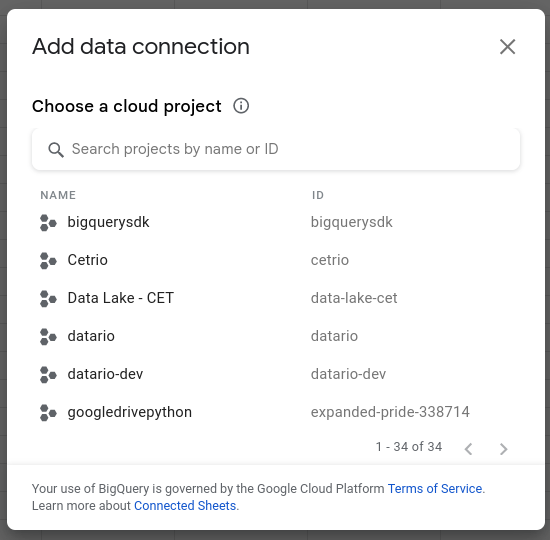 Add data connection
Choose a cloud project
Search projects by name or ID
NAME ID
bigquerysdk bigquerysdk
Cetrio cetrio
Data Lake - CET data-lake-cet
datario datario
datario-dev datario-dev
googledrivepython expanded-pride-338714
1 - 34 of 34
Your use of BigQuery is governed by the Google Cloud Platform Terms of Service.
Learn more about Connected Sheets.